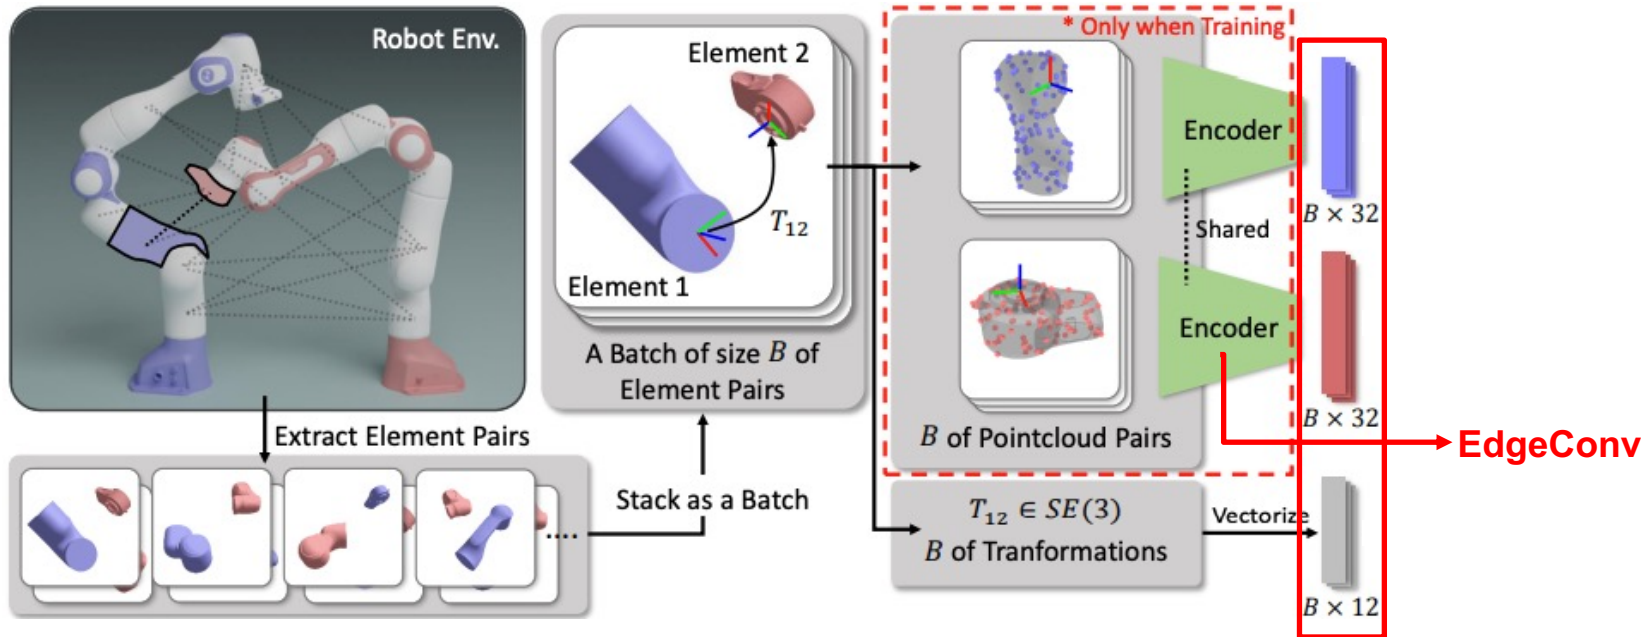 Robot Env.
Extract Element Pairs
....
Stack as a Batch
Element 2
T₁₂
Element 1
A Batch of size B of
Element Pairs
* Only when Training
Encoder
Shared
Encoder
B of Pointcloud Pairs
T₁₂ ∈ SE(3)
B of Tranformations
Vectorize
B × 32
B × 32
EdgeConv
B × 12